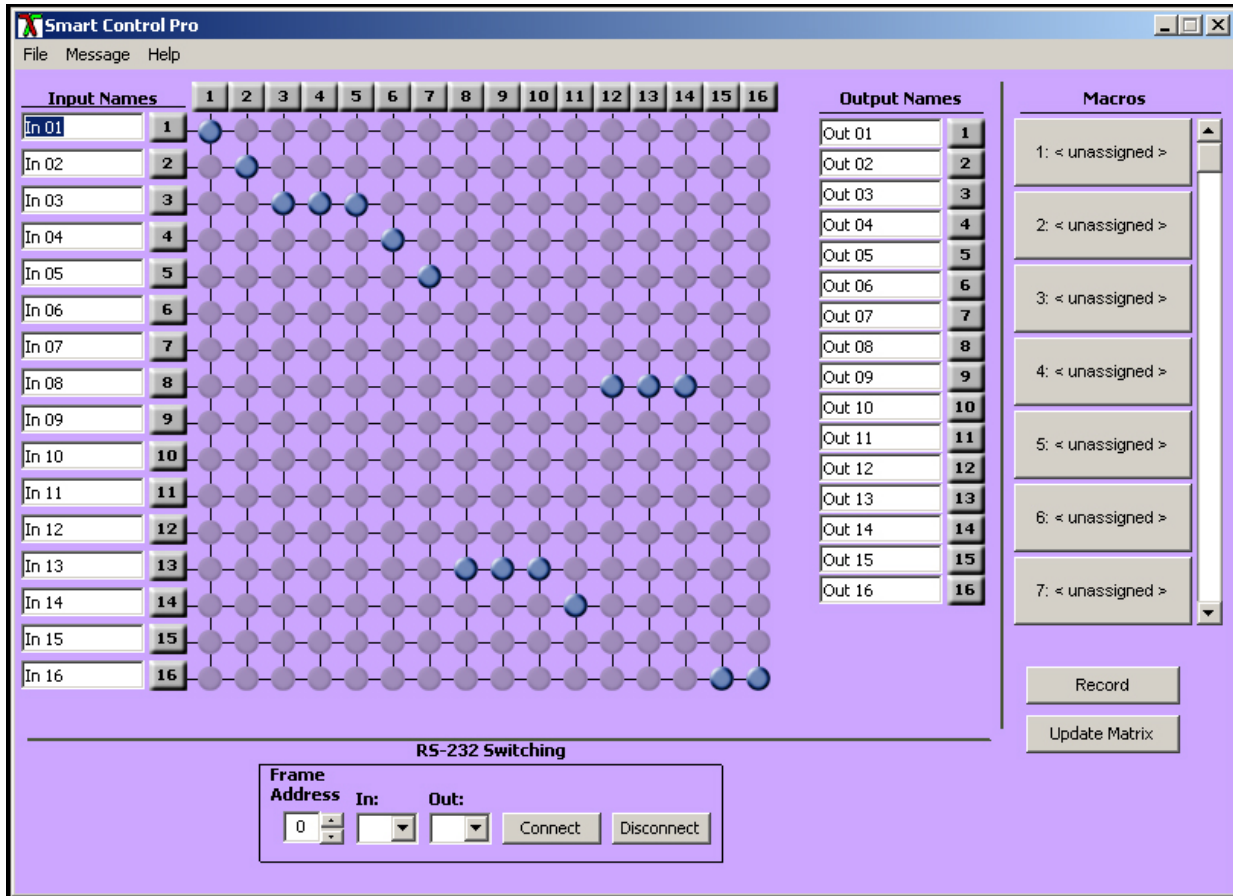 Smart Control Pro
File Message Help
Input Names
1 2 3 4 5 6 7 8 9 10 11 12 13 14 15 16
Output Names
Macros
In 01 1
In 02 2
In 03 3
In 04 4
In 05 5
In 06 6
In 07 7
In 08 8
In 09 9
In 10 10
In 11 11
In 12 12
In 13 13
In 14 14
In 15 15
In 16 16
Out 01 1
Out 02 2
Out 03 3
Out 04 4
Out 05 5
Out 06 6
Out 07 7
Out 08 8
Out 09 9
Out 10 10
Out 11 11
Out 12 12
Out 13 13
Out 14 14
Out 15 15
Out 16 16
1: < unassigned >
2: < unassigned >
3: < unassigned >
4: < unassigned >
5: < unassigned >
6: < unassigned >
7: < unassigned >
Record
Update Matrix
RS-232 Switching
Frame
Address In: Out:
0 Connect Disconnect